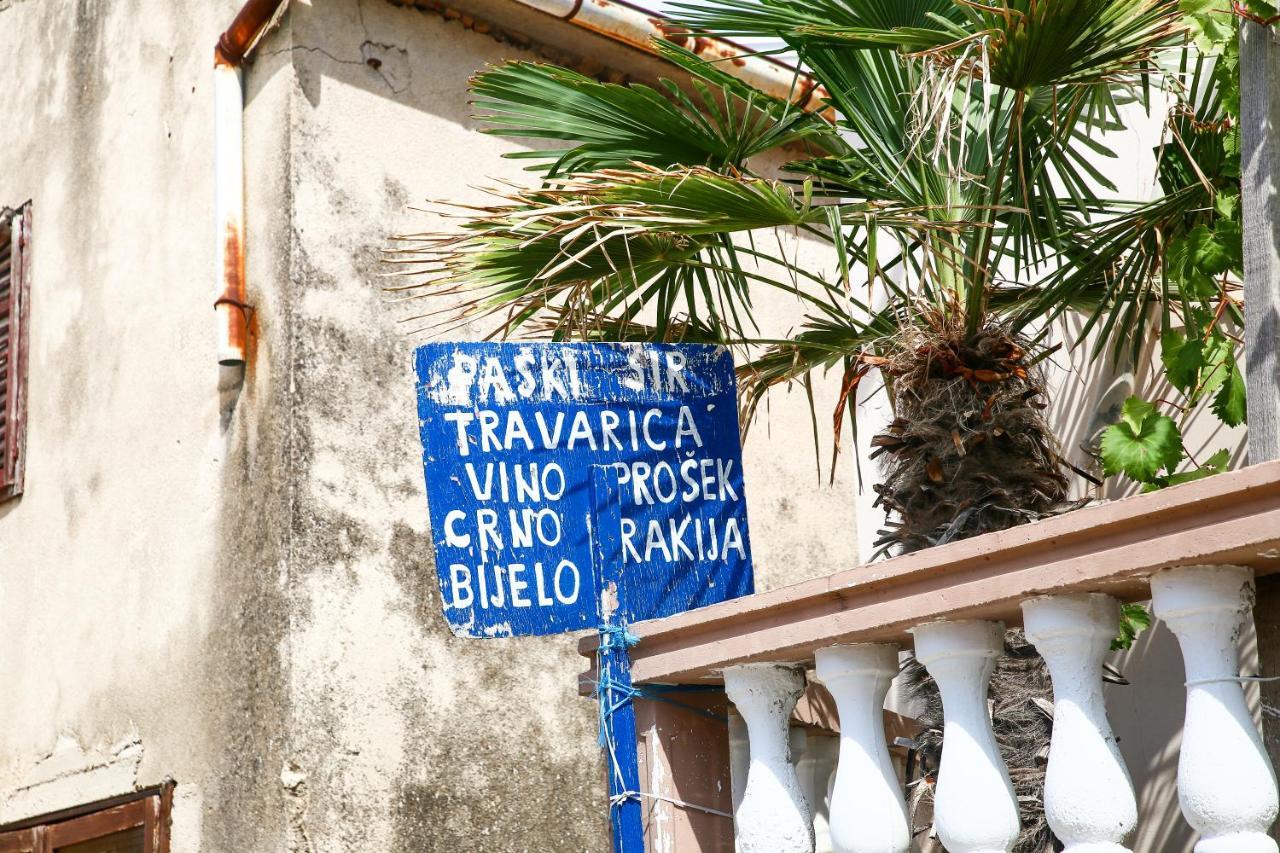 PAŠKI SIR
TRAVARICA
VINO PROŠEK
CRNO RAKIJA
BIJELO